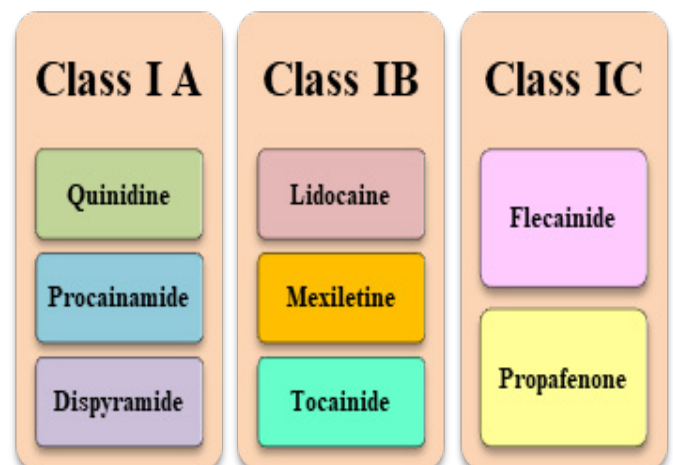 Class I A
Quinidine
Procainamide
Dispyramide
Class IB
Lidocaine
Mexiletine
Tocainide
Class IC
Flecainide
Propafenone